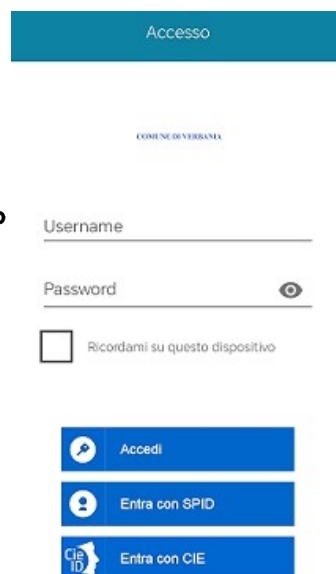 Accesso
COMUNE DI VERBANIA
Username
Password
Ricordami su questo dispositivo
Accedi
Entra con SPID
Cie
ID
Entra con CIE